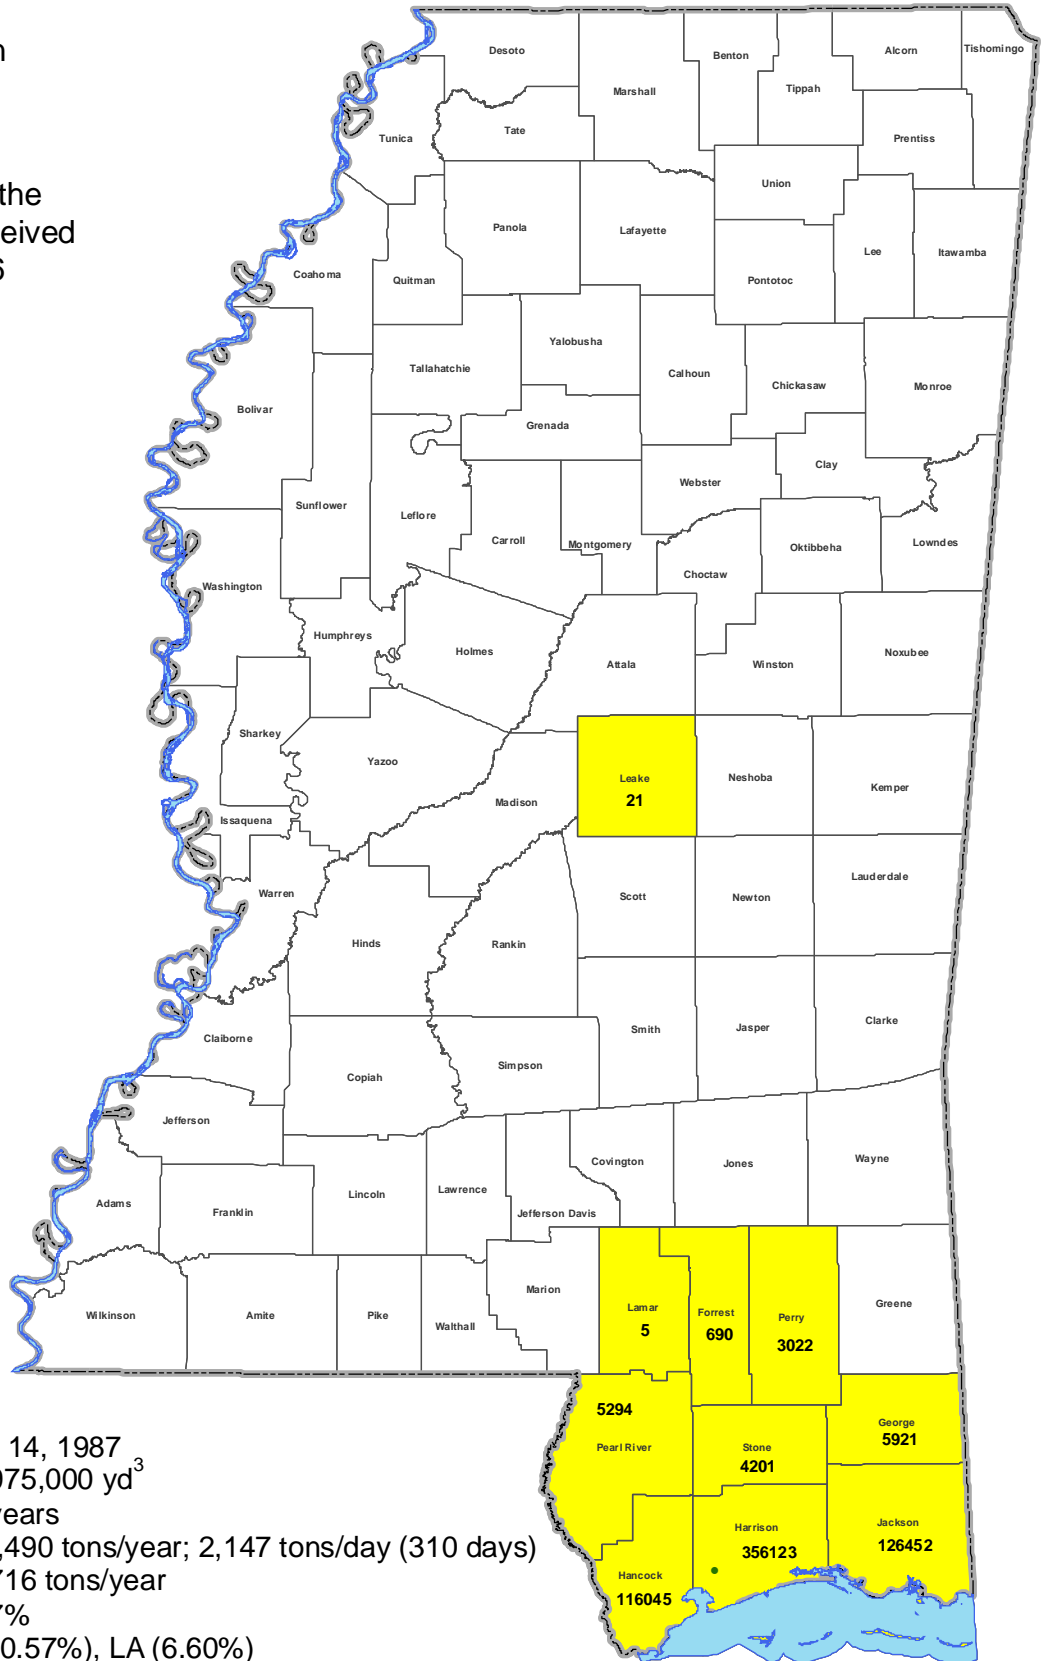 n
the
eived
6
Desoto
Benton
Alcorn
Tishomingo
Marshall
Tippah
Tunica
Tate
Prentiss
Union
Panola
Lafayette
Lee
Itawamba
Coahoma
Quitman
Pontotoc
Yalobusha
Tallahatchie
Calhoun
Chickasaw
Monroe
Bolivar
Grenada
Clay
Webster
Sunflower
Leflore
Carroll
Montgomery
Oktibbeha
Lowndes
Choctaw
Washington
Humphreys
Holmes
Attala
Winston
Noxubee
Sharkey
Yazoo
Leake
21
Neshoba
Kemper
Madison
Issaquena
Warren
Scott
Newton
Lauderdale
Hinds
Rankin
Claiborne
Smith
Jasper
Clarke
Simpson
Copiah
Jefferson
Covington
Jones
Wayne
Lincoln
Lawrence
Adams
Franklin
Jefferson Davis
Marion
Wilkinson
Amite
Pike
Walthall
Lamar
5
Forrest
690
Perry
3022
Greene
5294
Pearl River
George
5921
Stone
4201
Harrison
356123
Jackson
126452
Hancock
116045
14, 1987
075,000 yd³
years
,490 tons/year; 2,147 tons/day (310 days)
716 tons/year
7%
0.57%), LA (6.60%)